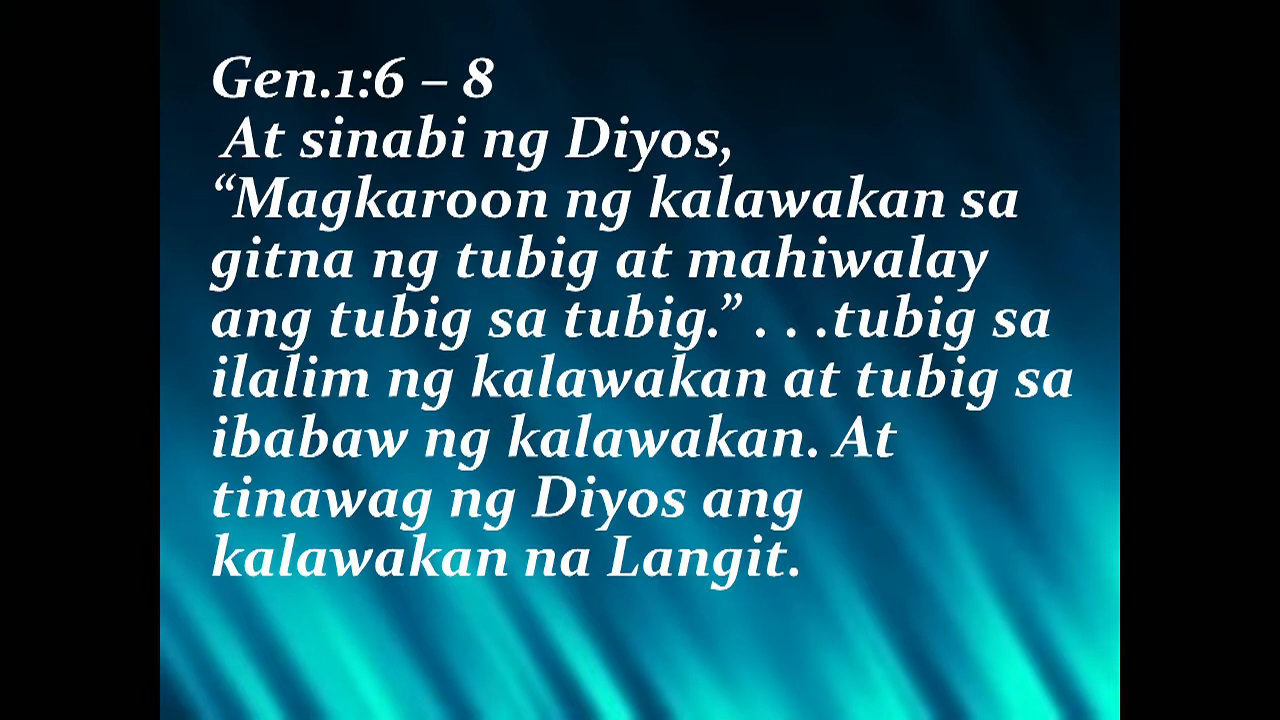 Gen.1:6 – 8
At sinabi ng Diyos,
“Magkaroon ng kalawakan sa
gitna ng tubig at mahiwalay
ang tubig sa tubig.” . . .tubig sa
ilalim ng kalawakan at tubig sa
ibabaw ng kalawakan. At
tinawag ng Diyos ang
kalawakan na Langit.